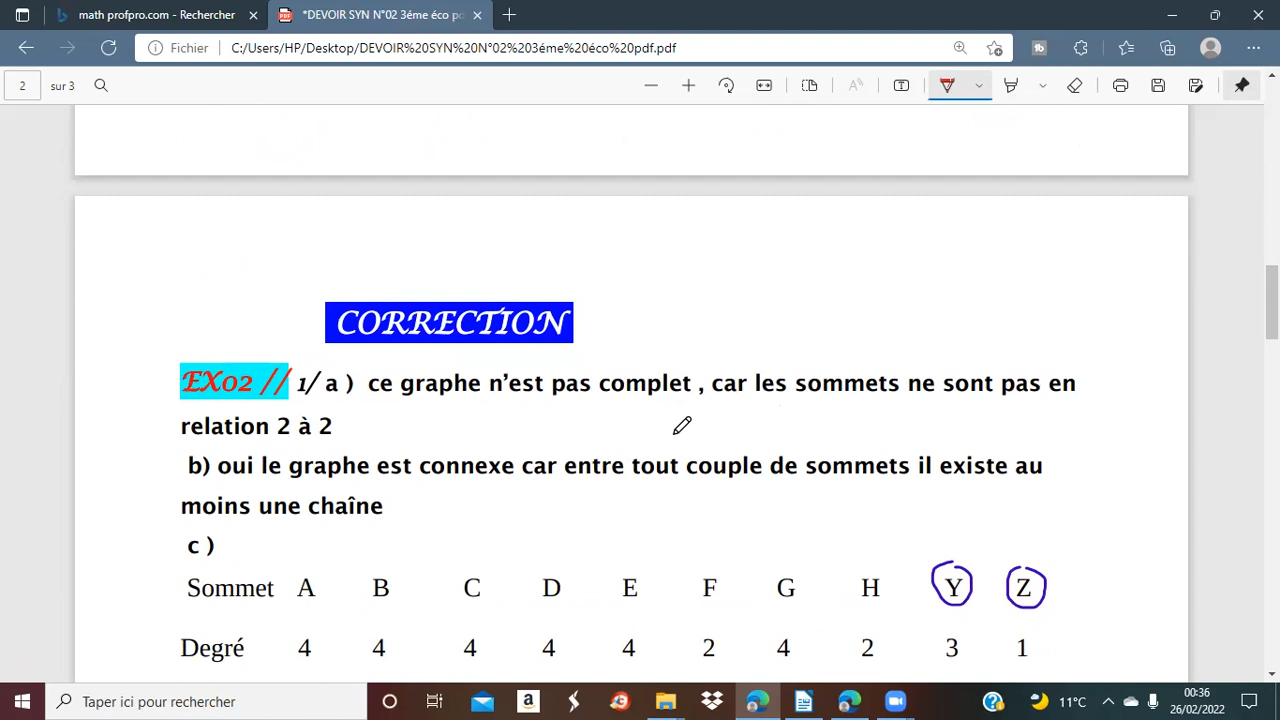 math profpro.com - Rechercher
*DEVOIR SYN N°02 3éme éco pd
Fichier
C:/Users/HP/Desktop/DEVOIR%20SYN%20N°02%203éme%20éco%20pdf.pdf
2 sur 3
CORRECTION
EX02 // 1/ a ) ce graphe n’est pas complet , car les sommets ne sont pas en
relation 2 à 2
b) oui le graphe est connexe car entre tout couple de sommets il existe au
moins une chaîne
c )
Sommet A B C D E F G H Y Z
Degré 4 4 4 4 4 2 4 2 3 1
Taper ici pour rechercher
11°C
00:36
26/02/2022